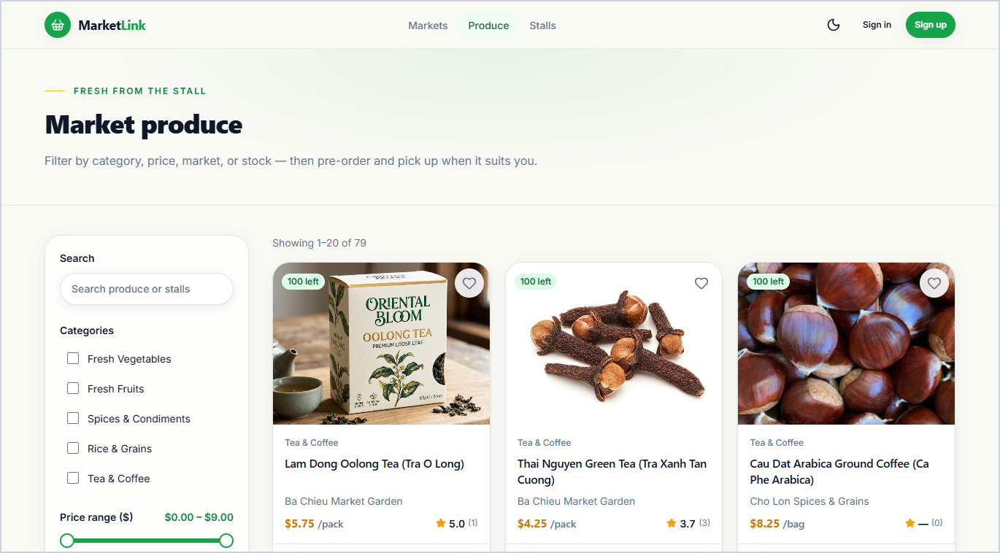 MarketLink
Markets
Produce
Stalls
Sign in
Sign up
FRESH FROM THE STALL
Market produce
Filter by category, price, market, or stock — then pre-order and pick up when it suits you.
Search
Search produce or stalls
Categories
Fresh Vegetables
Fresh Fruits
Spices & Condiments
Rice & Grains
Tea & Coffee
Price range ($)
$0.00 – $9.00
Showing 1–20 of 79
100 left
ORIENTAL
BLOOM
OOLONG TEA
PREMIUM LOOSE LEAF
Tea & Coffee
Lam Dong Oolong Tea (Tra O Long)
Ba Chieu Market Garden
$5.75 /pack
5.0 (1)
100 left
Tea & Coffee
Thai Nguyen Green Tea (Tra Xanh Tan
Cuong)
Ba Chieu Market Garden
$4.25 /pack
3.7 (3)
100 left
Tea & Coffee
Cau Dat Arabica Ground Coffee (Ca
Phe Arabica)
Cho Lon Spices & Grains
$8.25 /bag
— (0)